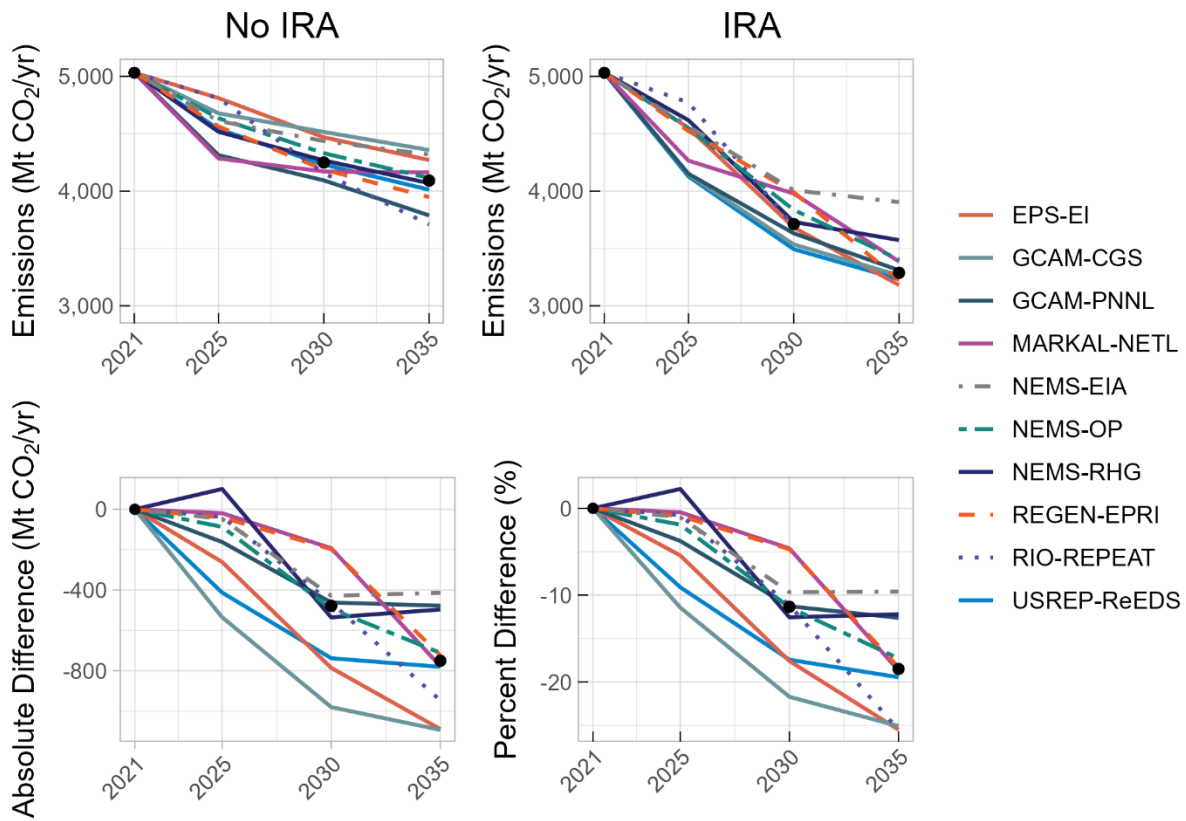 No IRA
IRA
Emissions (Mt CO₂/yr)
5,000
4,000
3,000
2021
2025
2030
2035
Emissions (Mt CO₂/yr)
5,000
4,000
3,000
2021
2025
2030
2035
EPS-EI
GCAM-CGS
GCAM-PNNL
MARKAL-NETL
NEMS-EIA
NEMS-OP
NEMS-RHG
REGEN-EPRI
RIO-REPEAT
USREP-ReEDS
Absolute Difference (Mt CO₂/yr)
0
-400
-800
2021
2025
2030
2035
Percent Difference (%)
0
-10
-20
2021
2025
2030
2035